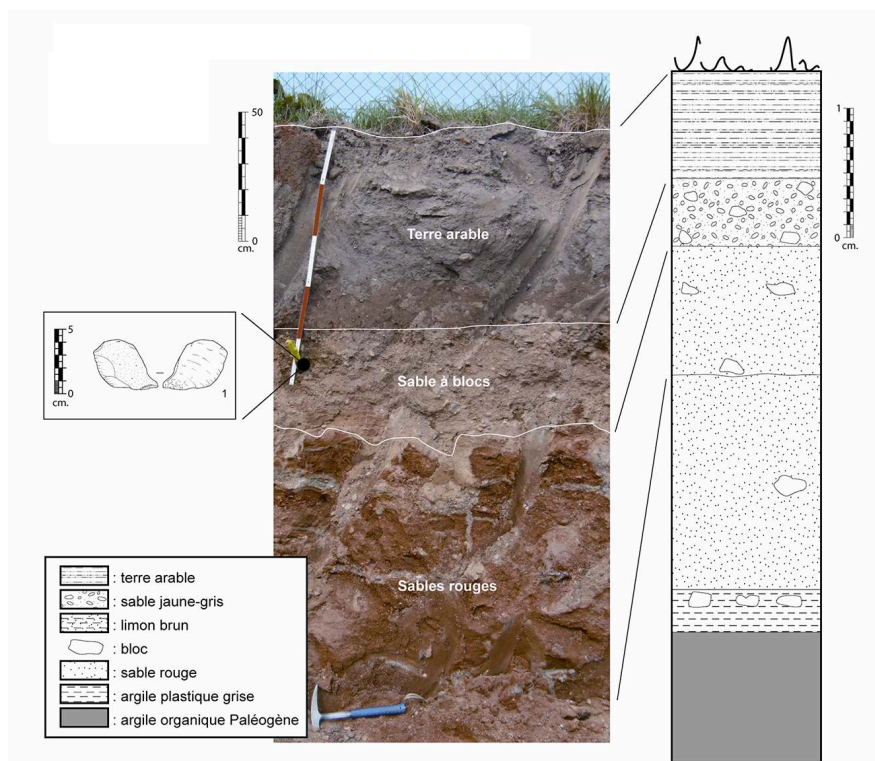 50
0
cm.
Terre arable
1
0
cm.
5
0
cm.
1
Sable à blocs
Sables rouges
: terre arable
: sable jaune-gris
: limon brun
: bloc
: sable rouge
: argile plastique grise
: argile organique Paléogène